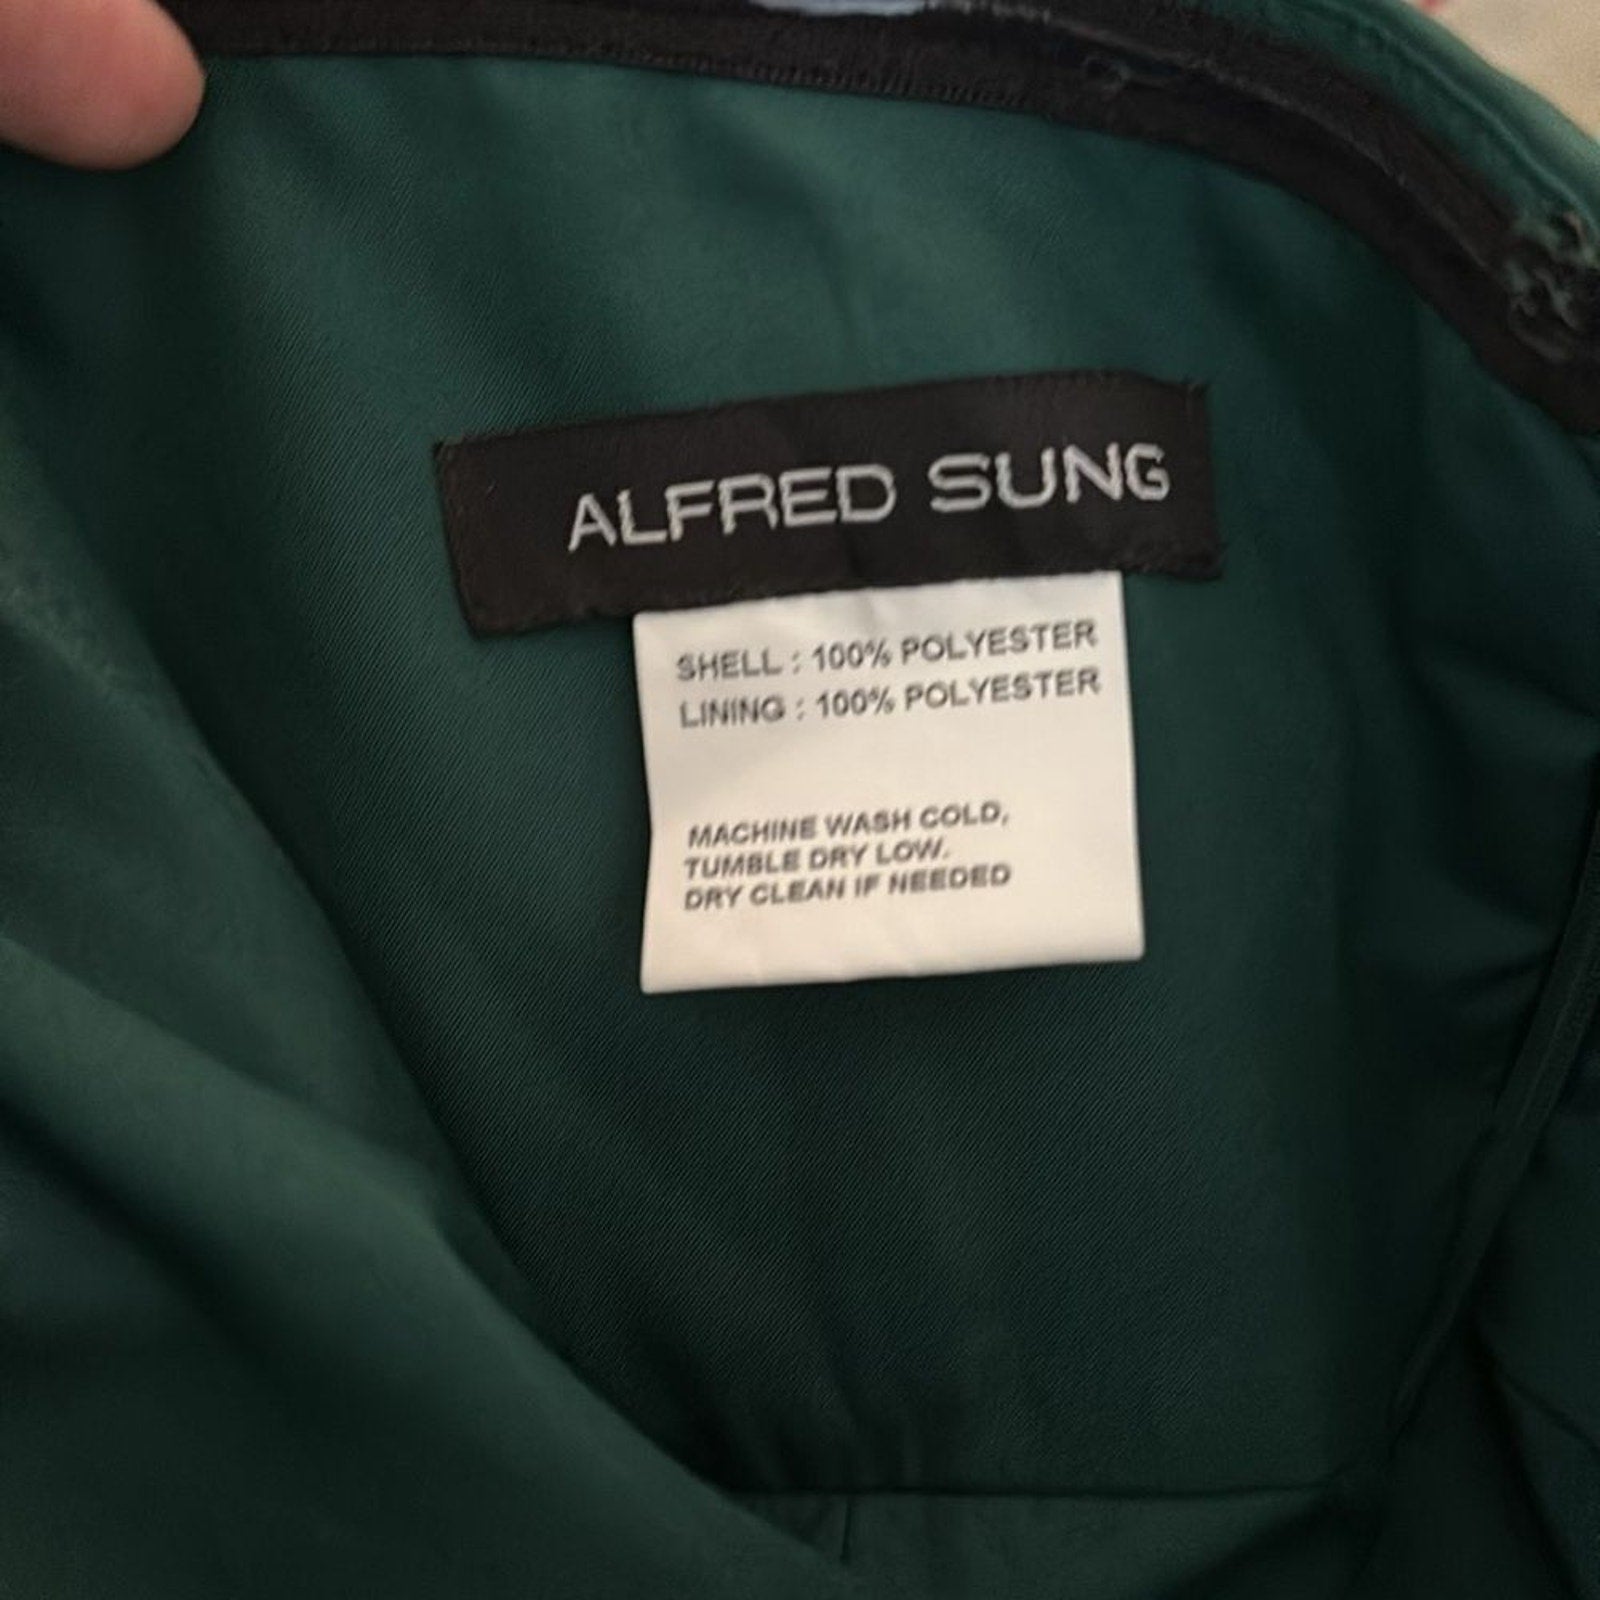 ALFRED SUNG
SHELL : 100% POLYESTER
LINING : 100% POLYESTER
MACHINE WASH COLD,
TUMBLE DRY LOW.
DRY CLEAN IF NEEDED